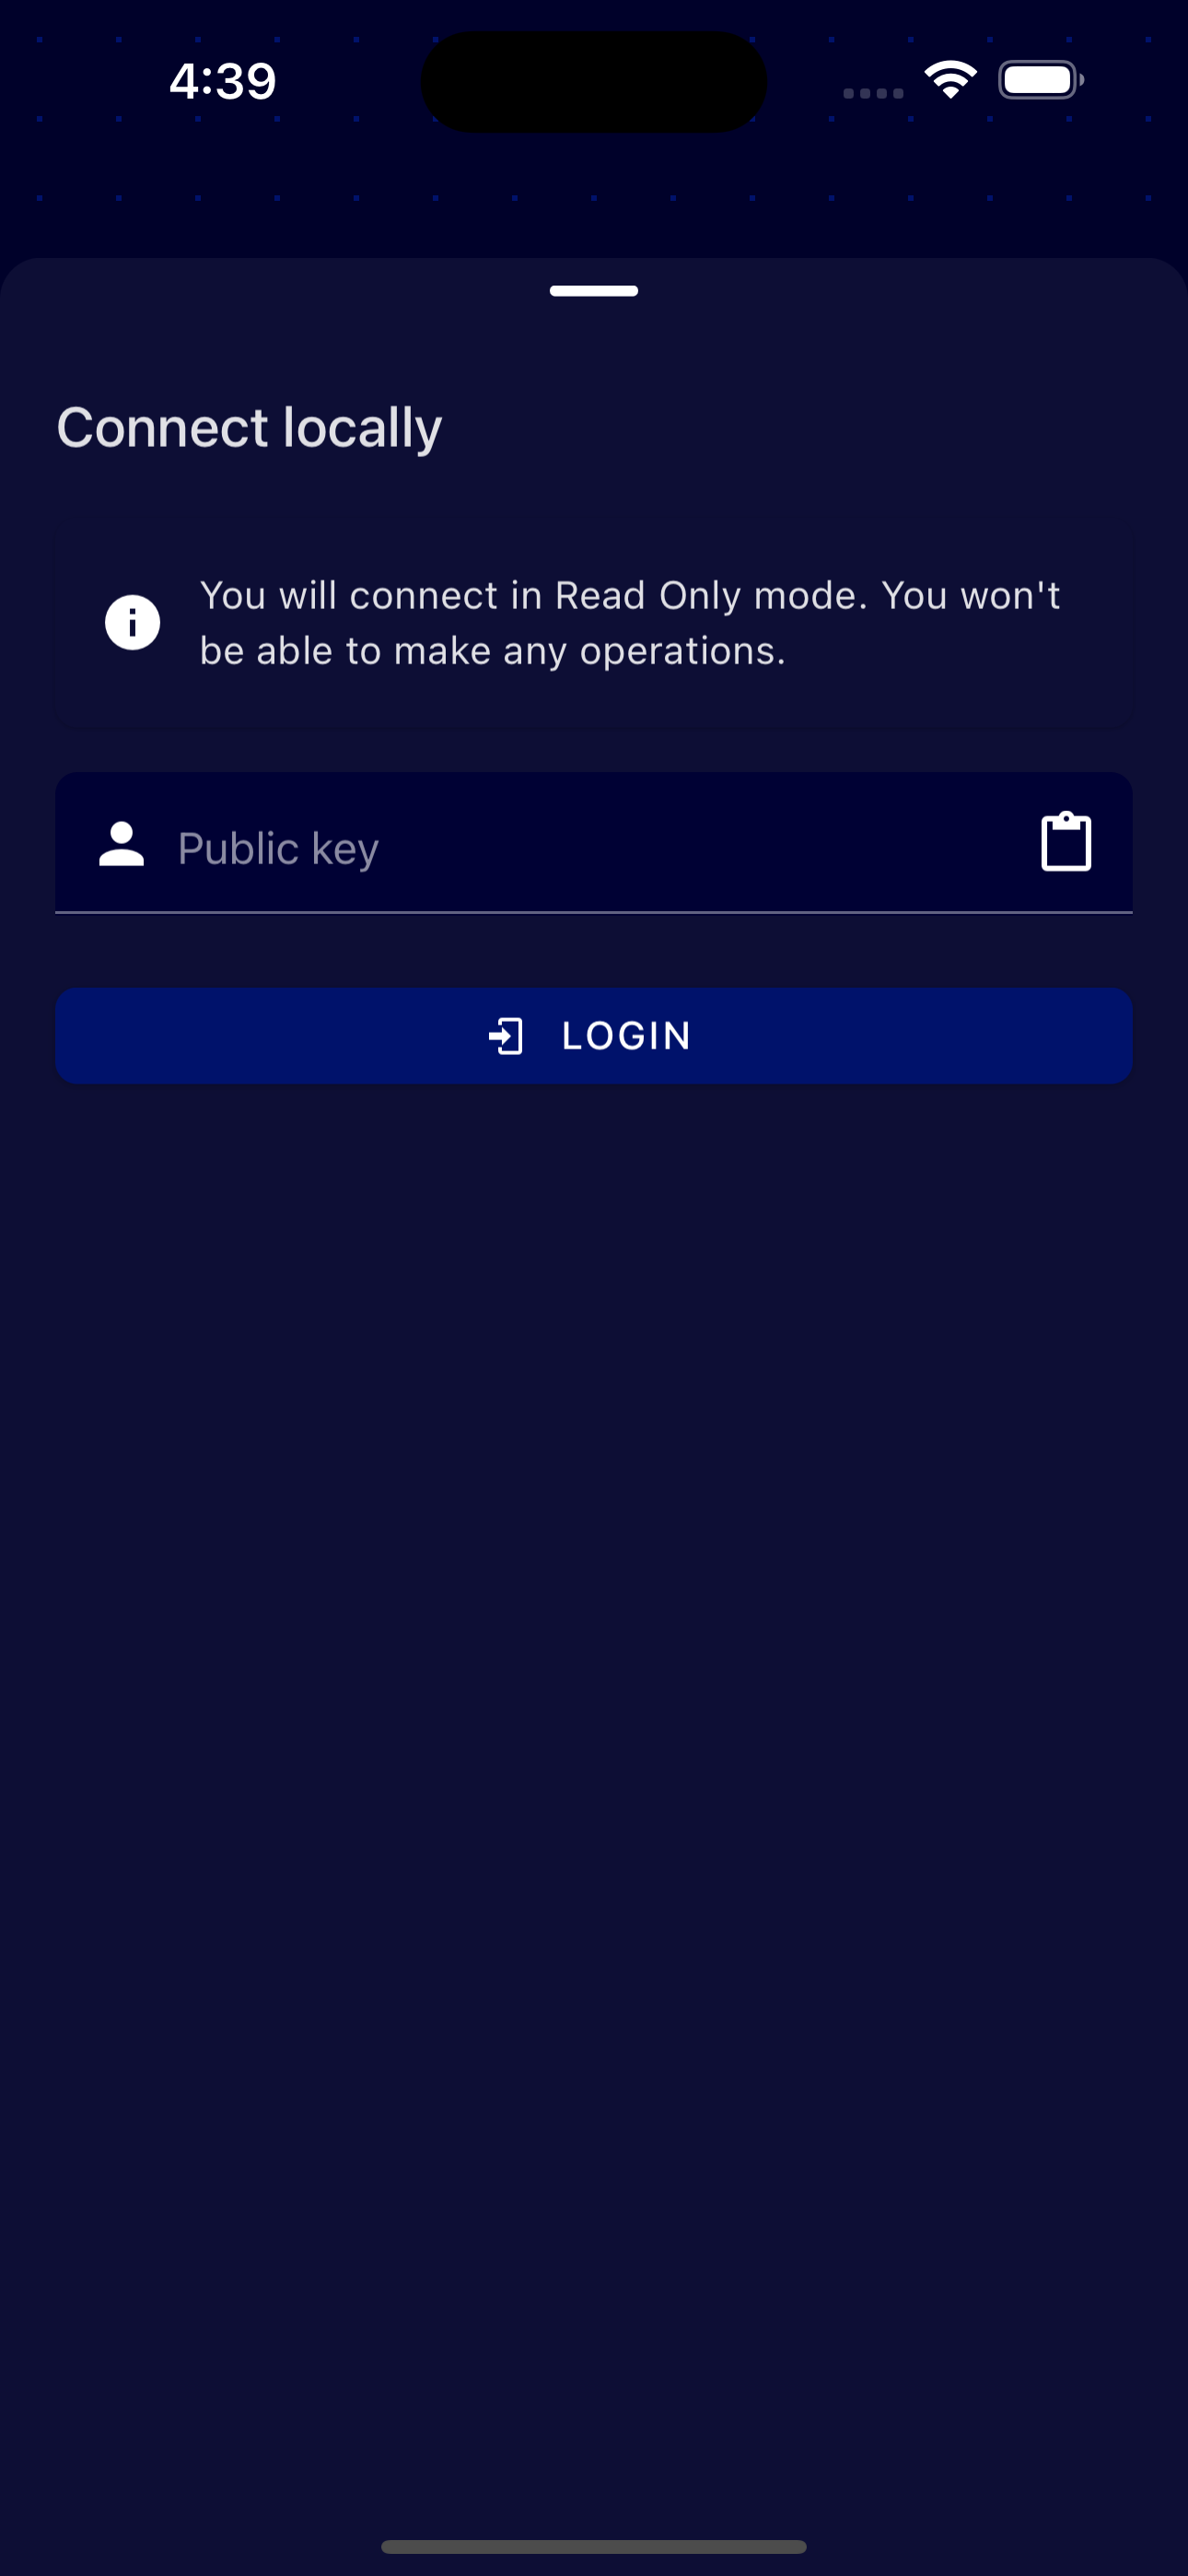 4:39
Connect locally
You will connect in Read Only mode. You won't
be able to make any operations.
Public key
LOGIN